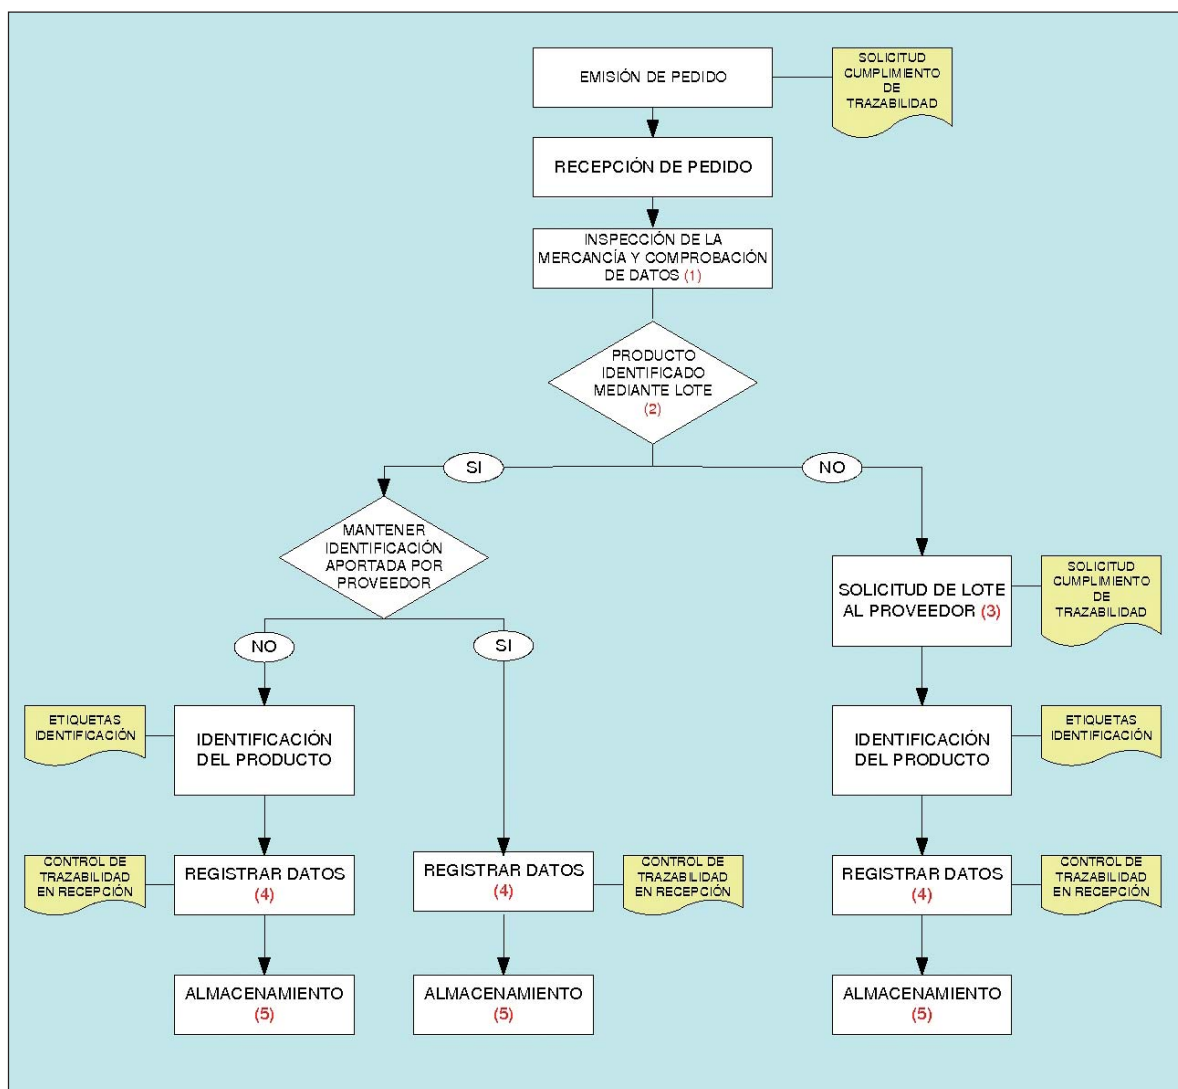 EMISIÓN DE PEDIDO
SOLICITUD
CUMPLIMIENTO
DE
TRAZABILIDAD
RECEPCIÓN DE PEDIDO
INSPECCIÓN DE LA
MERCANCÍA Y COMPROBACIÓN
DE DATOS (1)
PRODUCTO
IDENTIFICADO
MEDIANTE LOTE
(2)
SI
NO
MANTENER
IDENTIFICACIÓN
APORTADA POR
PROVEEDOR
SOLICITUD DE LOTE
AL PROVEEDOR (3)
SOLICITUD
CUMPLIMIENTO
DE
TRAZABILIDAD
NO
SI
ETIQUETAS
IDENTIFICACIÓN
IDENTIFICACIÓN
DEL PRODUCTO
IDENTIFICACIÓN
DEL PRODUCTO
ETIQUETAS
IDENTIFICACIÓN
CONTROL DE
TRAZABILIDAD
EN RECEPCIÓN
REGISTRAR DATOS
(4)
REGISTRAR DATOS
(4)
CONTROL DE
TRAZABILIDAD
EN RECEPCIÓN
REGISTRAR DATOS
(4)
CONTROL DE
TRAZABILIDAD
EN RECEPCIÓN
ALMACENAMIENTO
(5)
ALMACENAMIENTO
(5)
ALMACENAMIENTO
(5)